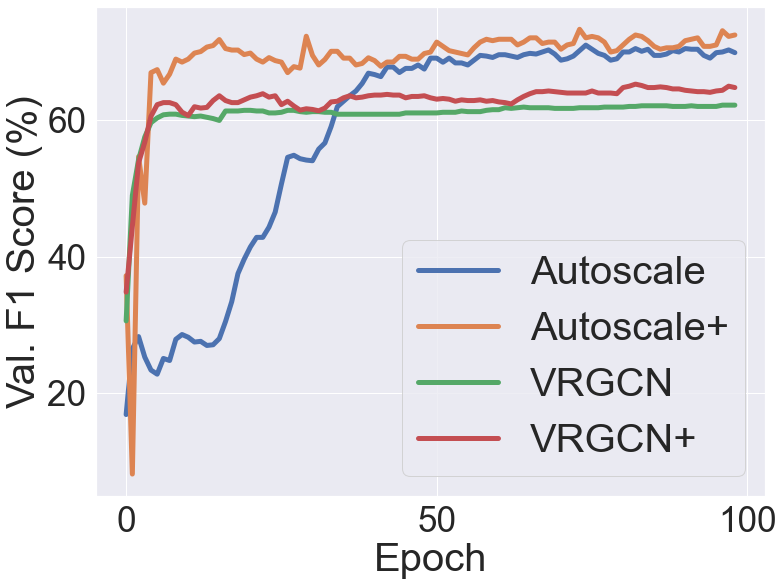 Val. F1 Score (%)
60
40
20
0
50
100
Epoch
Autoscale
Autoscale+
VRGCN
VRGCN+